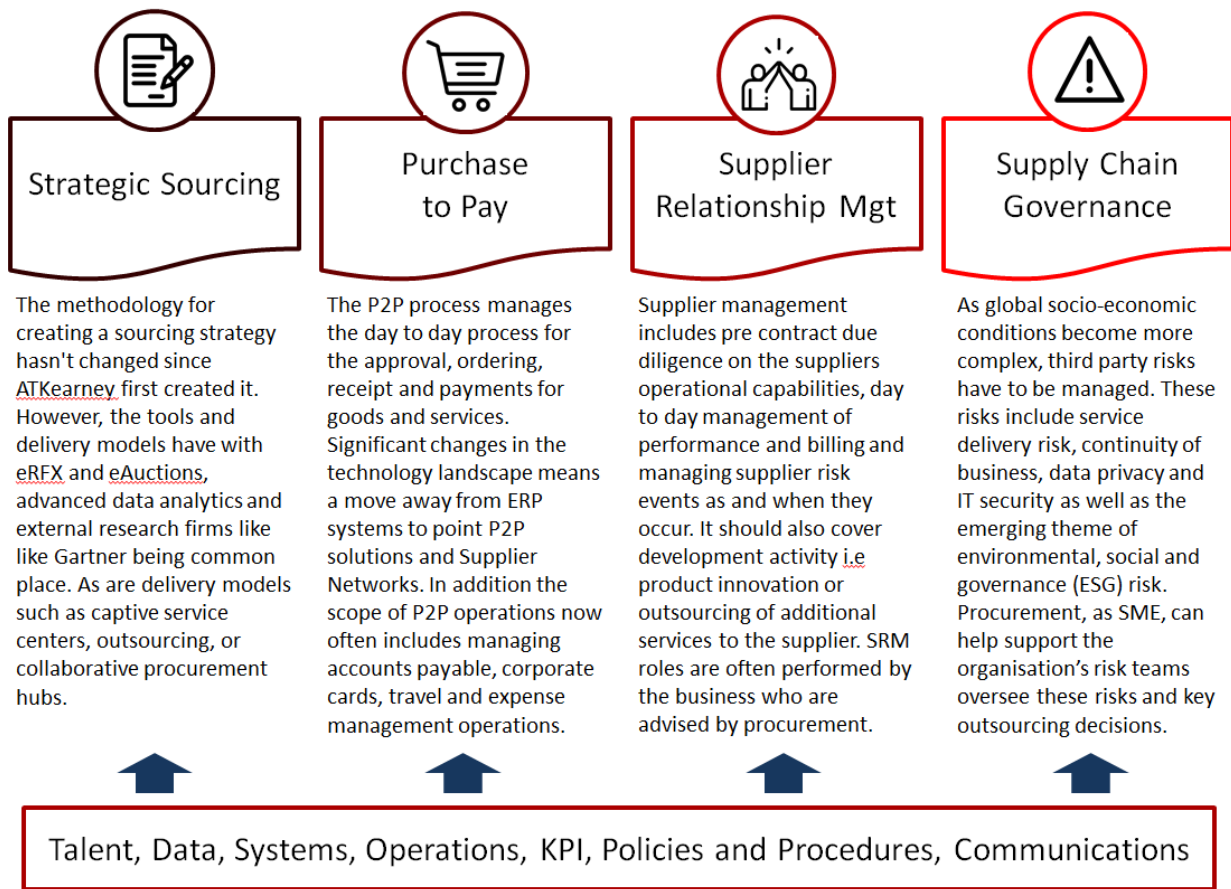 Strategic Sourcing
The methodology for
creating a sourcing strategy
hasn't changed since
ATKearney first created it.
However, the tools and
delivery models have with
eRFX and eAuctions,
advanced data analytics and
external research firms like
like Gartner being common
place. As are delivery models
such as captive service
centers, outsourcing, or
collaborative procurement
hubs.
Purchase
to Pay
The P2P process manages
the day to day process for
the approval, ordering,
receipt and payments for
goods and services.
Significant changes in the
technology landscape means
a move away from ERP
systems to point P2P
solutions and Supplier
Networks. In addition the
scope of P2P operations now
often includes managing
accounts payable, corporate
cards, travel and expense
management operations.
Supplier
Relationship Mgt
Supplier management
includes pre contract due
diligence on the suppliers
operational capabilities, day
to day management of
performance and billing and
managing supplier risk
events as and when they
occur. It should also cover
development activity i.e
product innovation or
outsourcing of additional
services to the supplier. SRM
roles are often performed by
the business who are
advised by procurement.
Supply Chain
Governance
As global socio-economic
conditions become more
complex, third party risks
have to be managed. These
risks include service
delivery risk, continuity of
business, data privacy and
IT security as well as the
emerging theme of
environmental, social and
governance (ESG) risk.
Procurement, as SME, can
help support the
organisation’s risk teams
oversee these risks and key
outsourcing decisions.
Talent, Data, Systems, Operations, KPI, Policies and Procedures, Communications